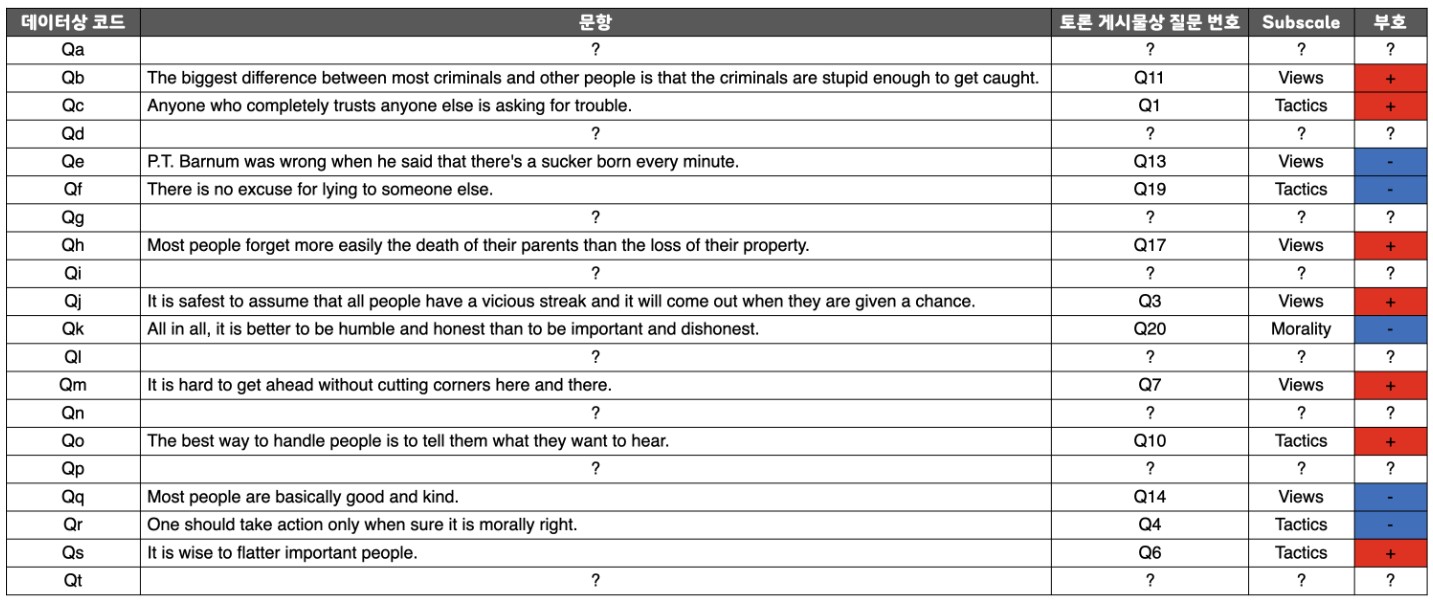 데이터상 코드 문항 토론 게시물상 질문 번호 Subscale 부호
Qa ? ? ? ?
Qb The biggest difference between most criminals and other people is that the criminals are stupid enough to get caught. Q11 Views +
Qc Anyone who completely trusts anyone else is asking for trouble. Q1 Tactics +
Qd ? ? ? ?
Qe P.T. Barnum was wrong when he said that there's a sucker born every minute. Q13 Views -
Qf There is no excuse for lying to someone else. Q19 Tactics -
Qg ? ? ? ?
Qh Most people forget more easily the death of their parents than the loss of their property. Q17 Views +
Qi ? ? ? ?
Qj It is safest to assume that all people have a vicious streak and it will come out when they are given a chance. Q3 Views +
Qk All in all, it is better to be humble and honest than to be important and dishonest. Q20 Morality -
Ql ? ? ? ?
Qm It is hard to get ahead without cutting corners here and there. Q7 Views +
Qn ? ? ? ?
Qo The best way to handle people is to tell them what they want to hear. Q10 Tactics +
Qp ? ? ? ?
Qq Most people are basically good and kind. Q14 Views -
Qr One should take action only when sure it is morally right. Q4 Tactics -
Qs It is wise to flatter important people. Q6 Tactics +
Qt ? ? ? ?